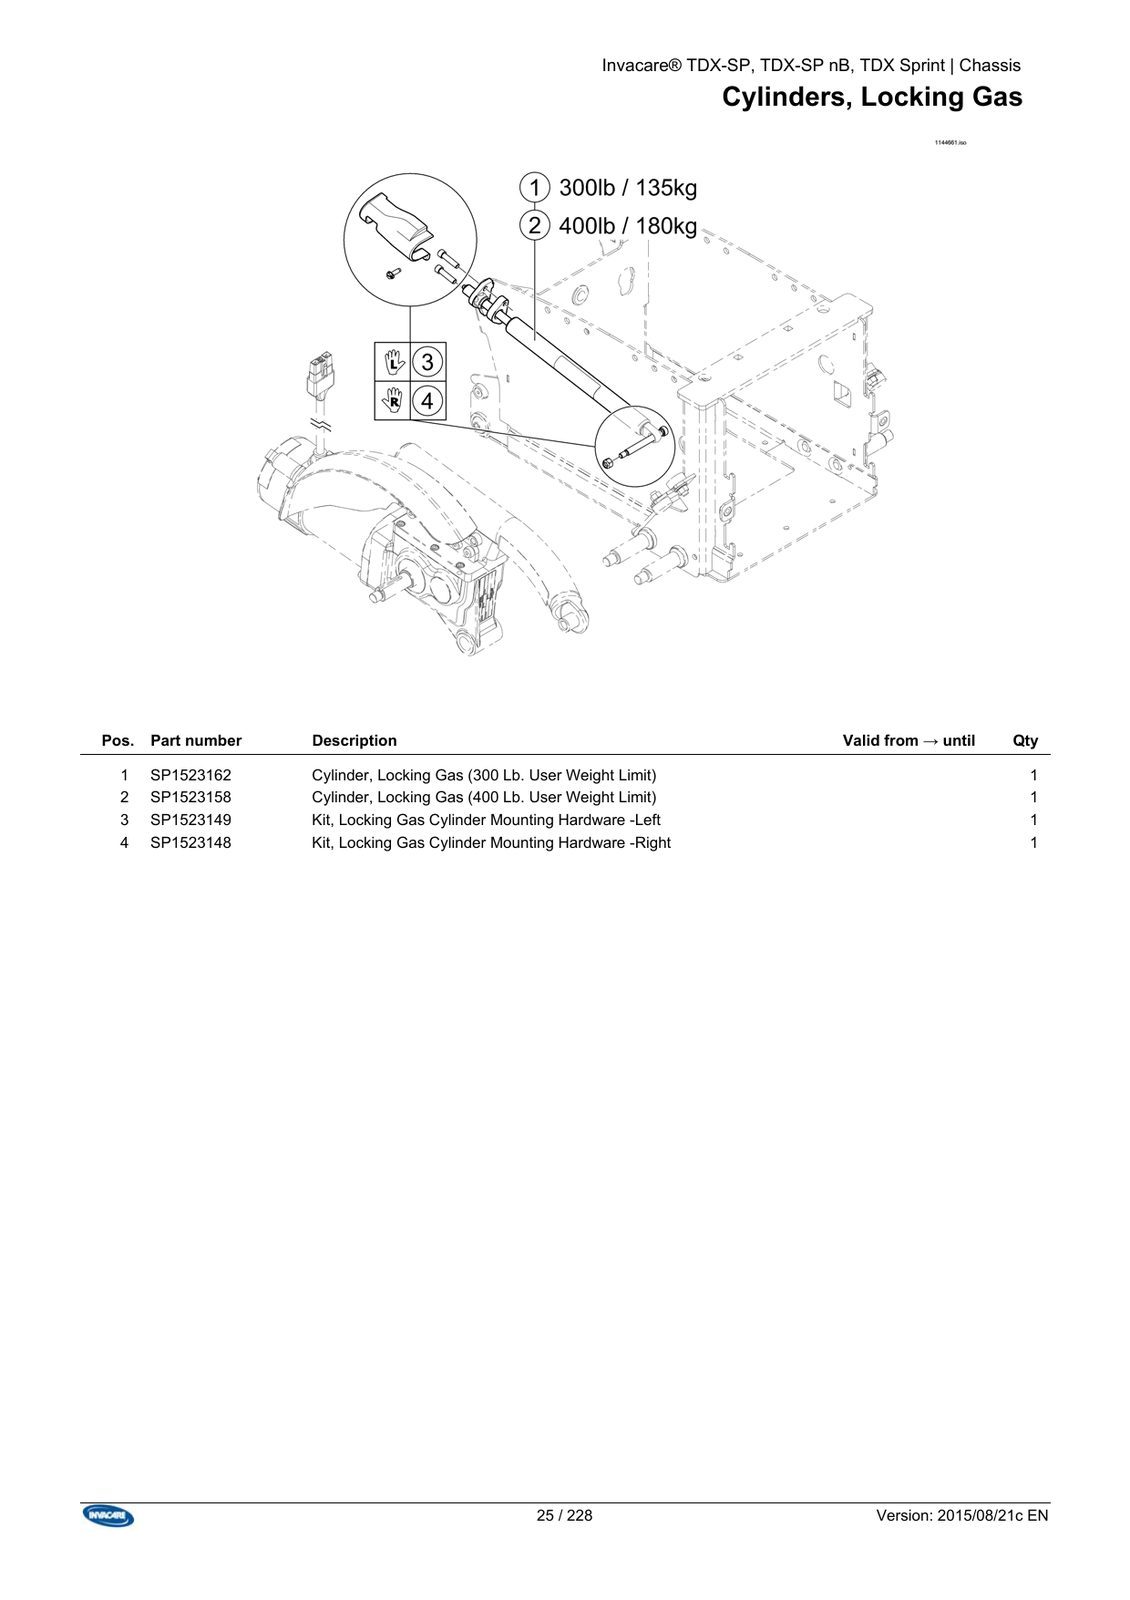 Invacare® TDX-SP, TDX-SP nB, TDX Sprint | Chassis
Cylinders, Locking Gas
1144661.iso
1 300lb / 135kg
2 400lb / 180kg
L 3
R 4
Pos. Part number Description Valid from → until Qty
1 SP1523162 Cylinder, Locking Gas (300 Lb. User Weight Limit) 1
2 SP1523158 Cylinder, Locking Gas (400 Lb. User Weight Limit) 1
3 SP1523149 Kit, Locking Gas Cylinder Mounting Hardware -Left 1
4 SP1523148 Kit, Locking Gas Cylinder Mounting Hardware -Right 1
INVACARE 25 / 228 Version: 2015/08/21c EN